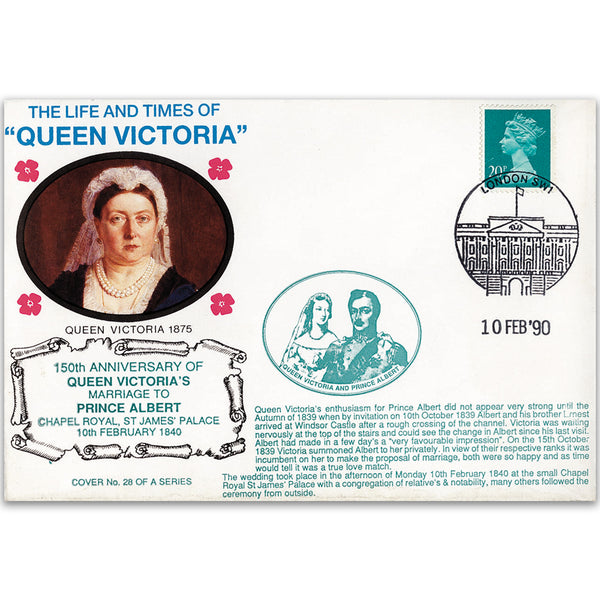 THE LIFE AND TIMES OF
"QUEEN VICTORIA"
QUEEN VICTORIA 1875
150th ANNIVERSARY OF
QUEEN VICTORIA'S
MARRIAGE TO
PRINCE ALBERT
CHAPEL ROYAL, ST JAMES' PALACE
10th FEBRUARY 1840
COVER No. 28 OF A SERIES
20P
LONDON SW1
10 FEB '90
QUEEN VICTORIA AND PRINCE ALBERT
Queen Victoria's enthusiasm for Prince Albert did not appear very strong until the
Autumn of 1839 when by invitation on 10th October 1839 Albert and his brother Ernest
arrived at Windsor Castle after a rough crossing of the channel. Victoria was waiting
nervously at the top of the stairs and could see the change in Albert since his last visit.
Albert had made in a few day's a "very favourable impression". On the 15th October
1839 Victoria summoned Albert to her privately. In view of their respective ranks it was
incumbent on her to make the proposal of marriage, both were so happy and as time
would tell it was a true love match.
The wedding took place in the afternoon of Monday 10th February 1840 at the small Chapel
Royal St James' Palace with a congregation of relative's & notability, many others followed the
ceremony from outside.